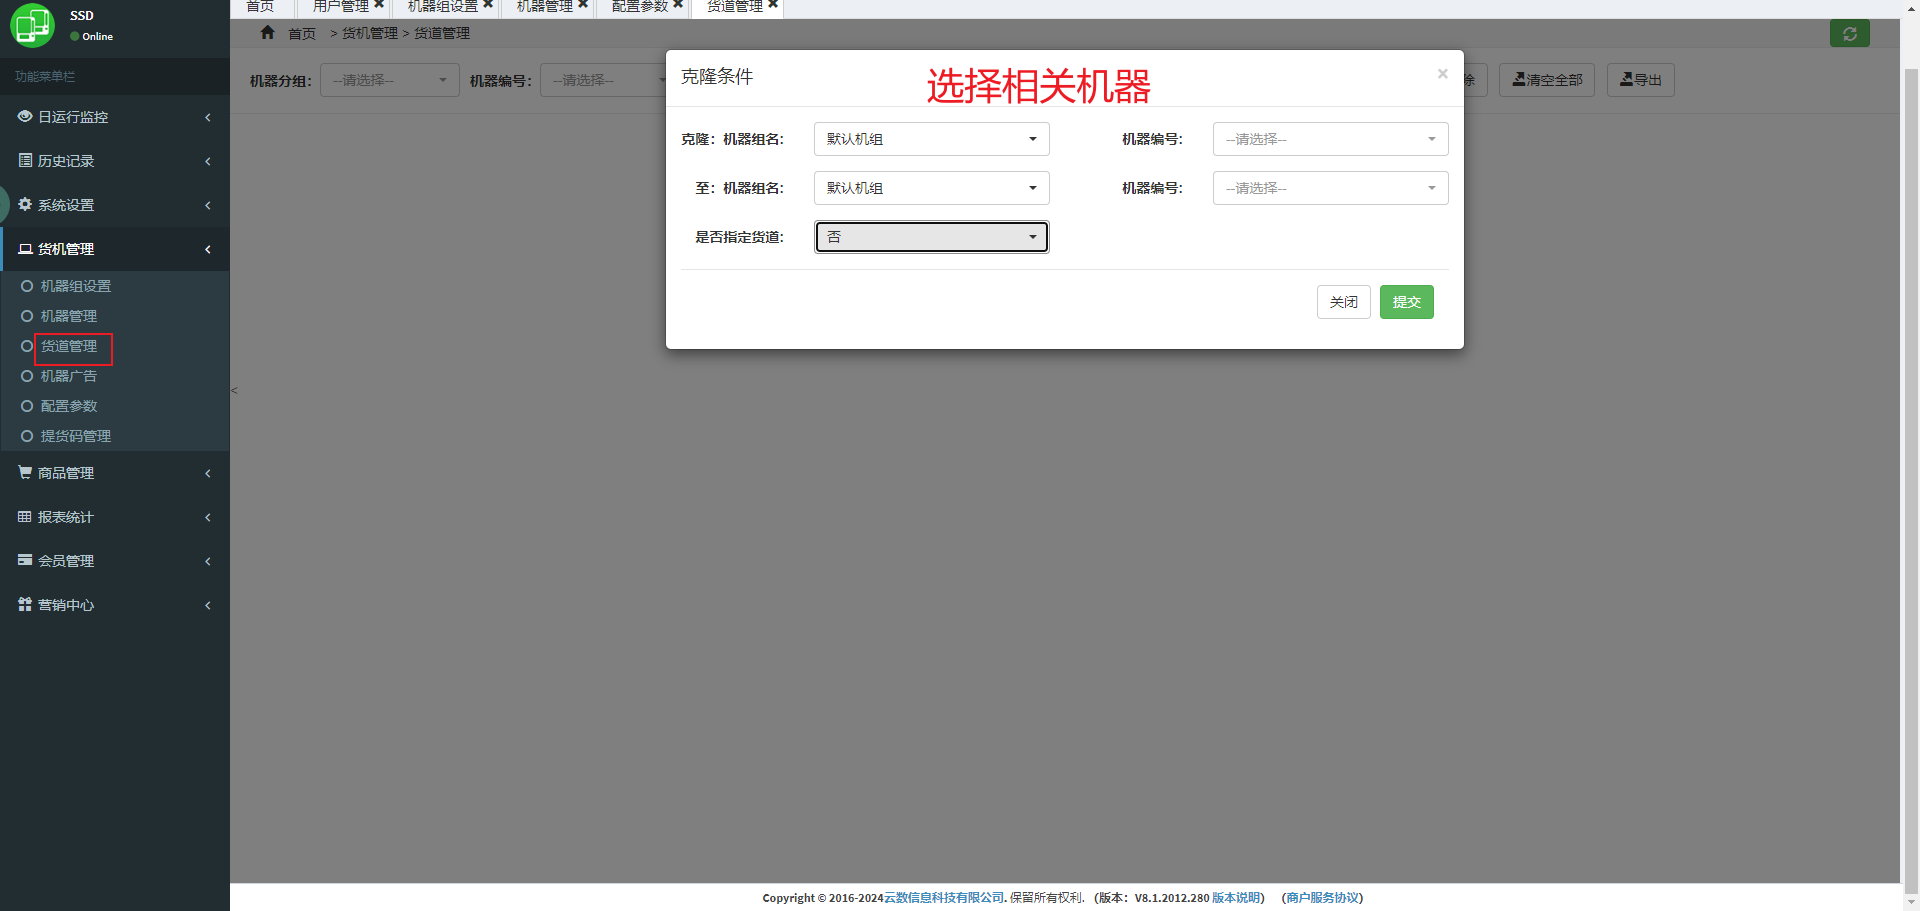 SSD
Online
功能菜单栏
日运行监控
历史记录
系统设置
货机管理
机器组设置
机器管理
货道管理
机器广告
配置参数
提货码管理
商品管理
报表统计
会员管理
营销中心
首页 用户管理 机器组设置 机器管理 配置参数 货道管理
首页 > 货机管理 > 货道管理
机器分组: --请选择-- 机器编号: --请选择-- 除 清空全部 导出
克隆条件
选择相关机器
克隆: 机器组名: 默认机组 机器编号: --请选择--
至: 机器组名: 默认机组 机器编号: --请选择--
是否指定货道: 否
关闭 提交
Copyright © 2016-2024云数信息科技有限公司. 保留所有权利. (版本: V8.1.2012.280 版本说明) (商户服务协议)